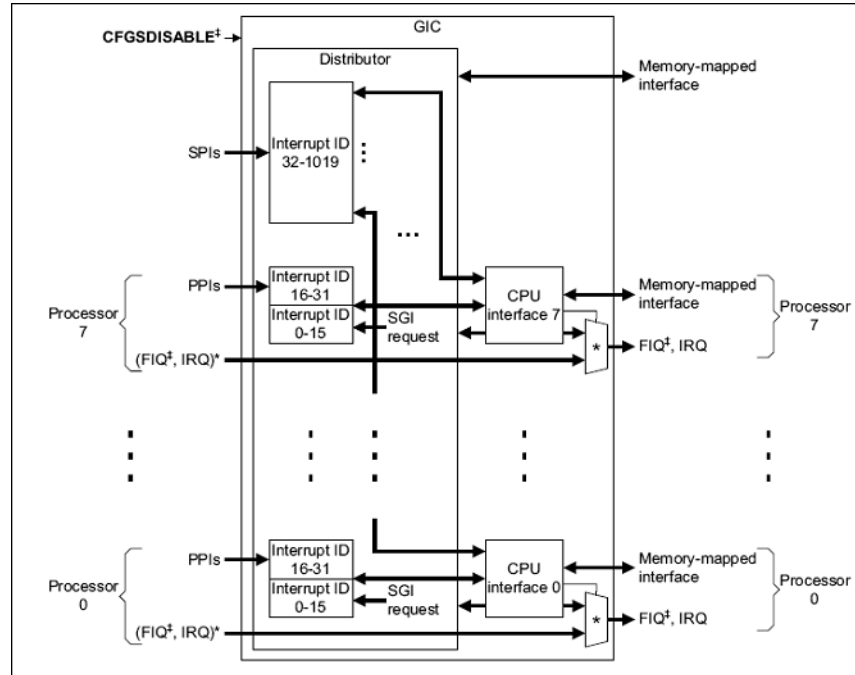 GIC
CFGSDISABLE‡
Distributor
Memory-mapped
interface
SPIs
Interrupt ID
32-1019
PPIs
Interrupt ID
16-31
Interrupt ID
0-15
SGI
request
CPU
interface 7
Memory-mapped
interface
Processor
7
Processor
7
(FIQ‡, IRQ)*
*
FIQ‡, IRQ
PPIs
Interrupt ID
16-31
Interrupt ID
0-15
SGI
request
CPU
interface 0
Memory-mapped
interface
Processor
0
Processor
0
(FIQ‡, IRQ)*
*
FIQ‡, IRQ